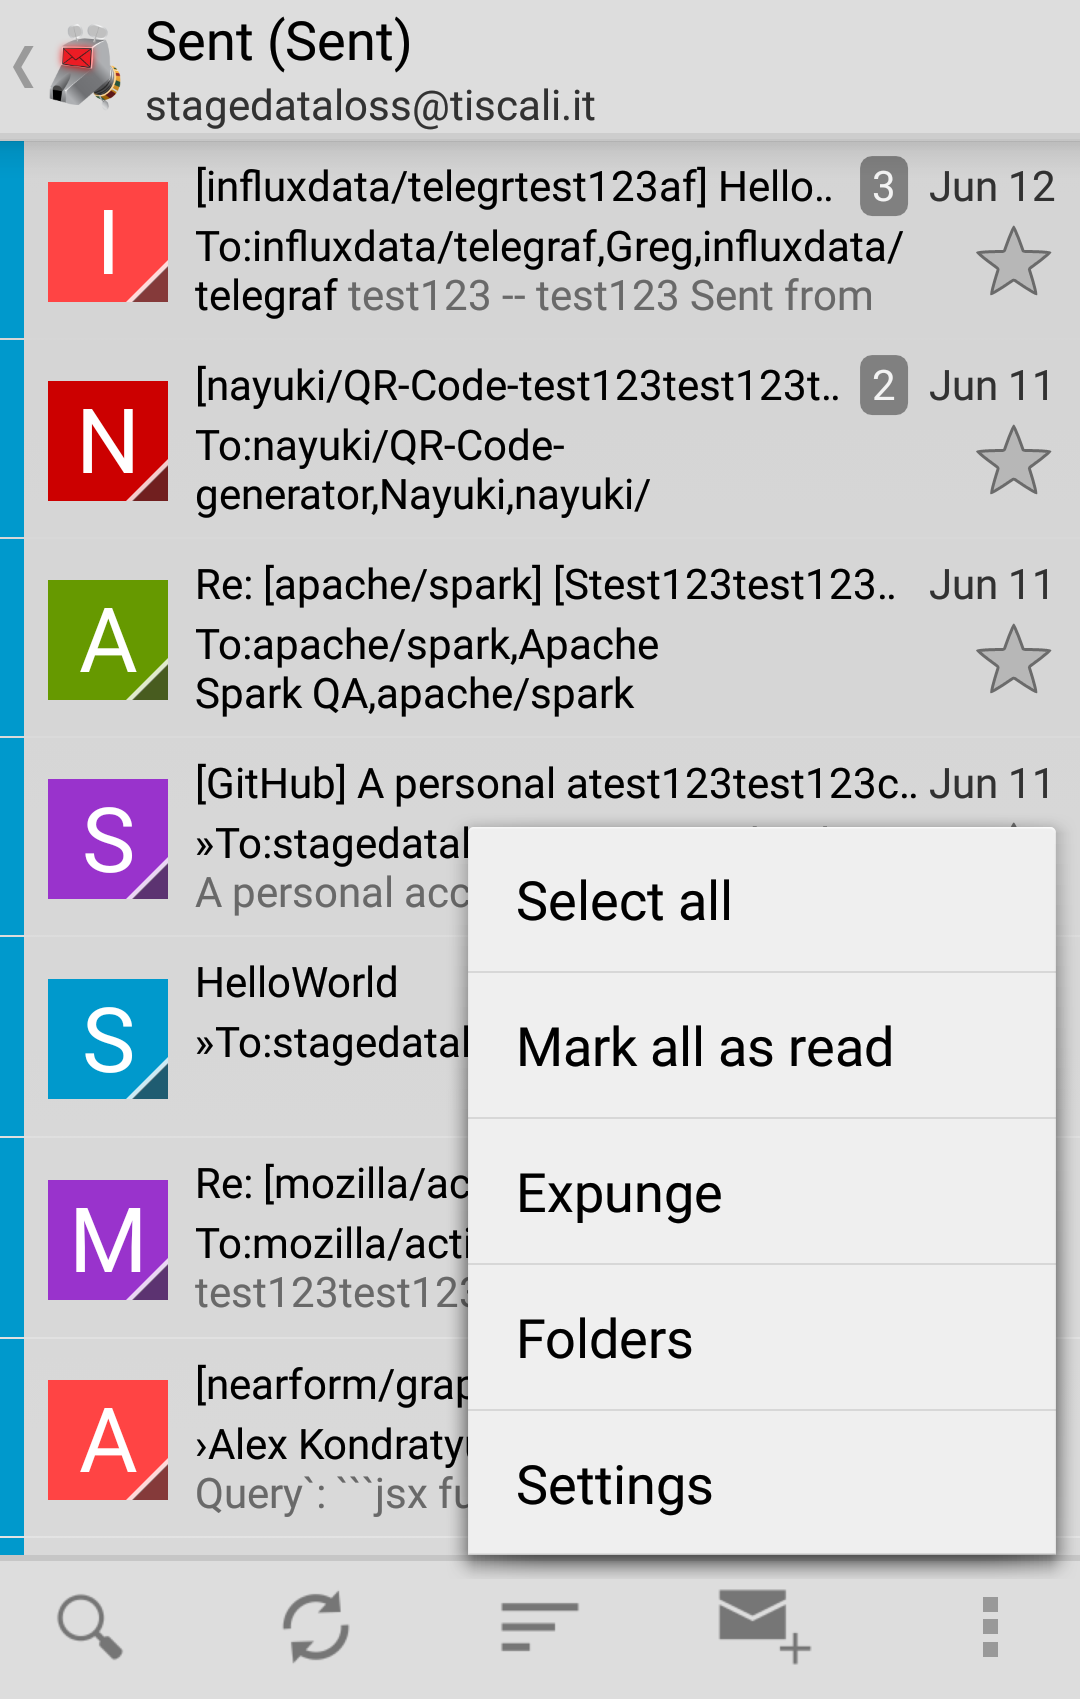 Sent (Sent)
stagedataloss@tiscali.it
I
[influxdata/telegrtest123af] Hello..
3
Jun 12
To:influxdata/telegraf,Greg,influxdata/
telegraf test123 -- test123 Sent from
N
[nayuki/QR-Code-test123test123t..
2
Jun 11
To:nayuki/QR-Code-
generator,Nayuki,nayuki/
A
Re: [apache/spark] [Stest123test123..
Jun 11
To:apache/spark,Apache
Spark QA,apache/spark
S
[GitHub] A personal atest123test123c..
Jun 11
»To:stagedatal
A personal acc
S
HelloWorld
»To:stagedatal
M
Re: [mozilla/ac
To:mozilla/acti
test123test123
A
[nearform/grap
›Alex Kondratyu
Query`: ```jsx fu
Select all
Mark all as read
Expunge
Folders
Settings